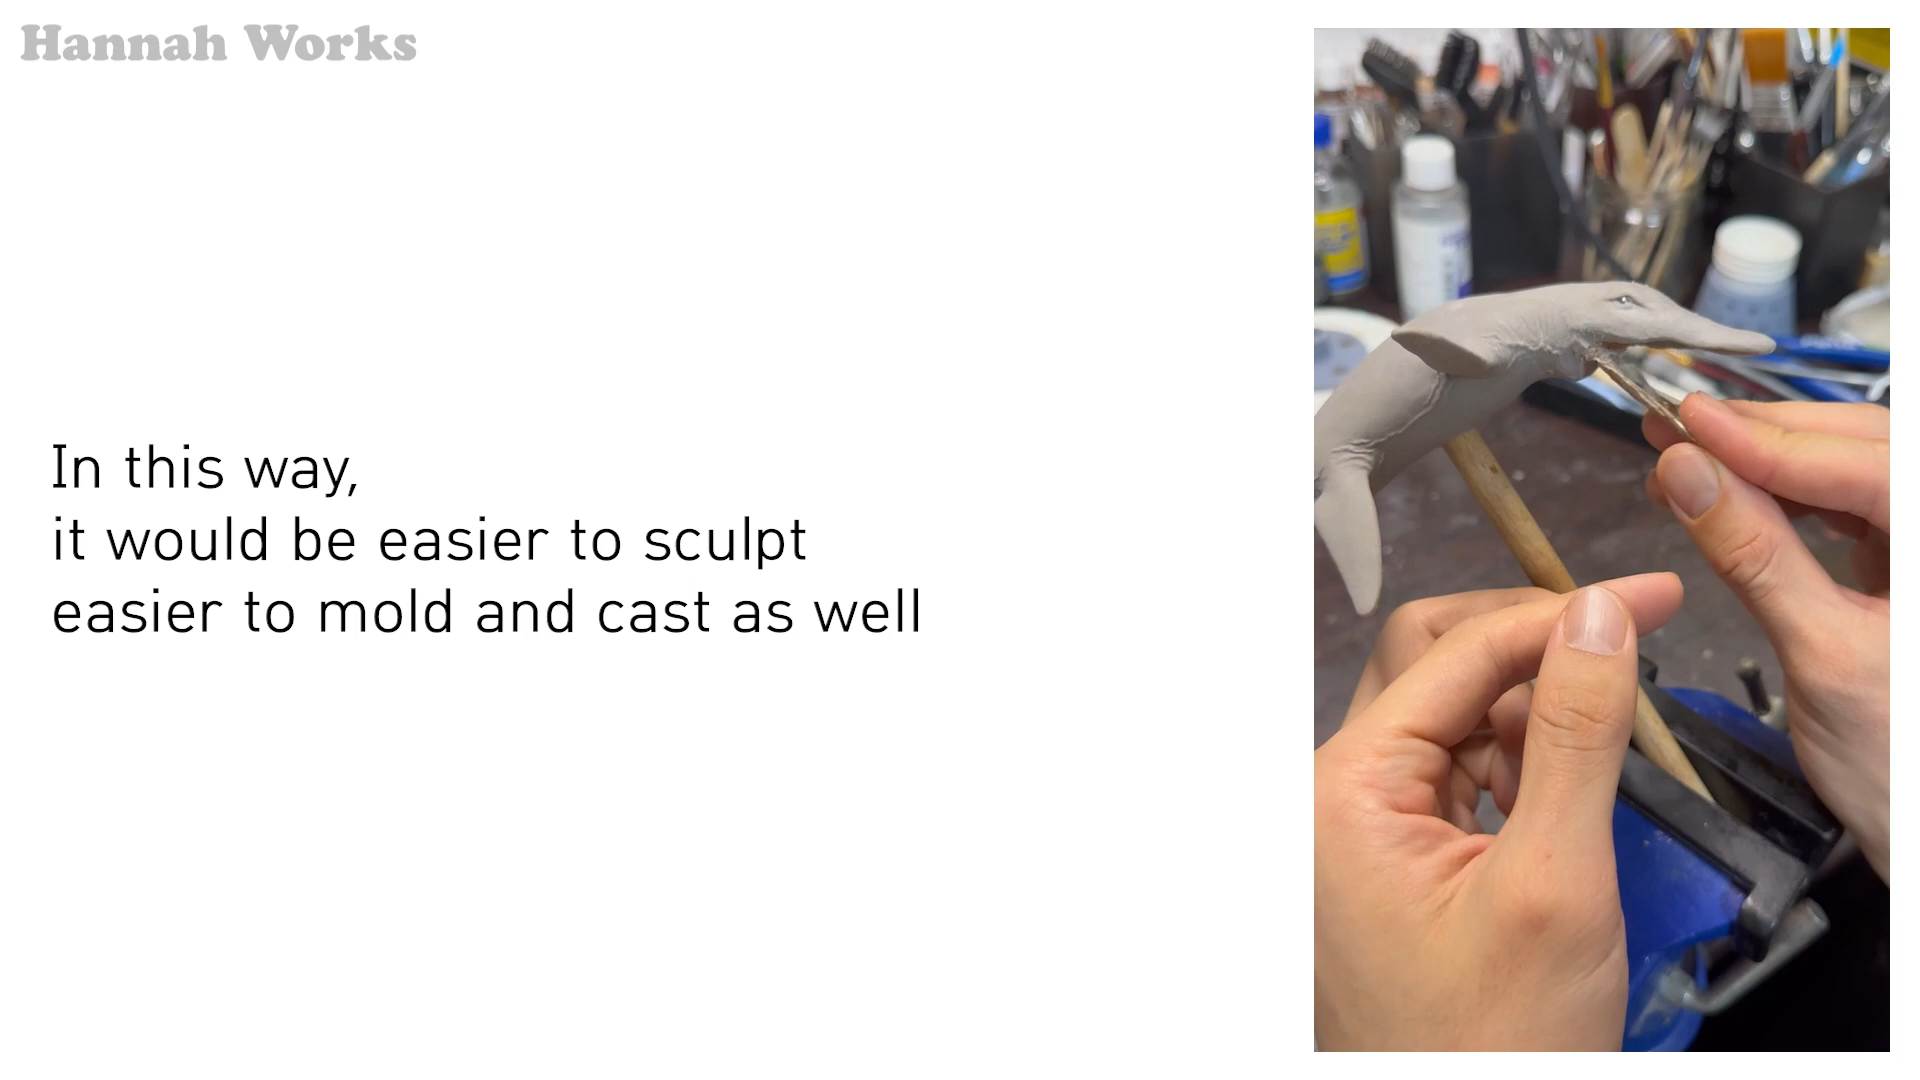 Hannah Works
In this way,
it would be easier to sculpt
easier to mold and cast as well